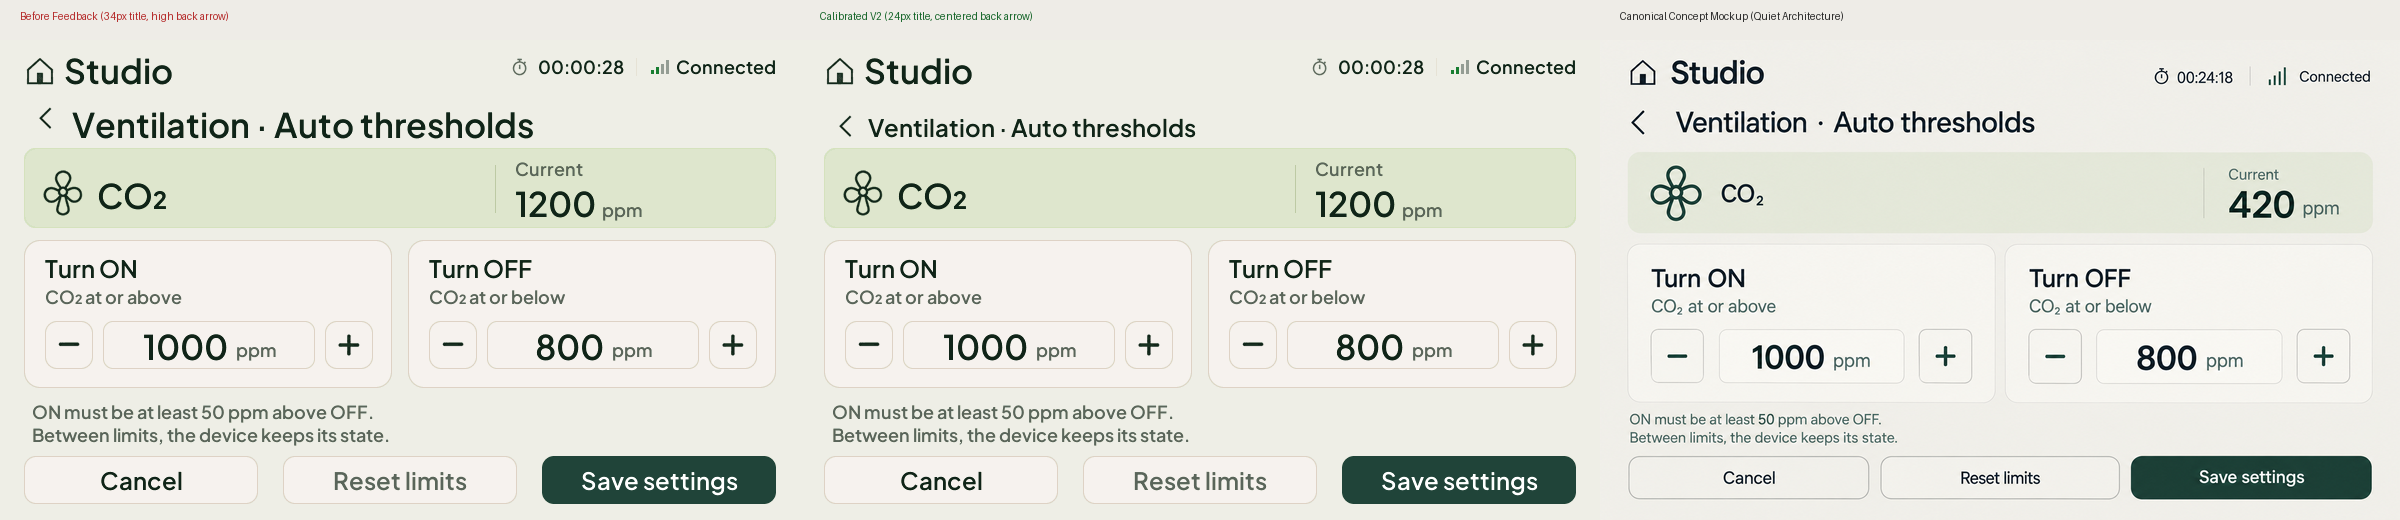 Before Feedback (34px title, high back arrow)
Studio
00:00:28
Connected
Ventilation · Auto thresholds
CO₂
Current
1200 ppm
Turn ON
CO₂ at or above
1000 ppm
Turn OFF
CO₂ at or below
800 ppm
ON must be at least 50 ppm above OFF.
Between limits, the device keeps its state.
Cancel
Reset limits
Save settings
Calibrated V2 (24px title, centered back arrow)
Studio
00:00:28
Connected
Ventilation · Auto thresholds
CO₂
Current
1200 ppm
Turn ON
CO₂ at or above
1000 ppm
Turn OFF
CO₂ at or below
800 ppm
ON must be at least 50 ppm above OFF.
Between limits, the device keeps its state.
Cancel
Reset limits
Save settings
Canonical Concept Mockup (Quiet Architecture)
Studio
00:24:18
Connected
Ventilation · Auto thresholds
CO₂
Current
420 ppm
Turn ON
CO₂ at or above
1000 ppm
Turn OFF
CO₂ at or below
800 ppm
ON must be at least 50 ppm above OFF.
Between limits, the device keeps its state.
Cancel
Reset limits
Save settings